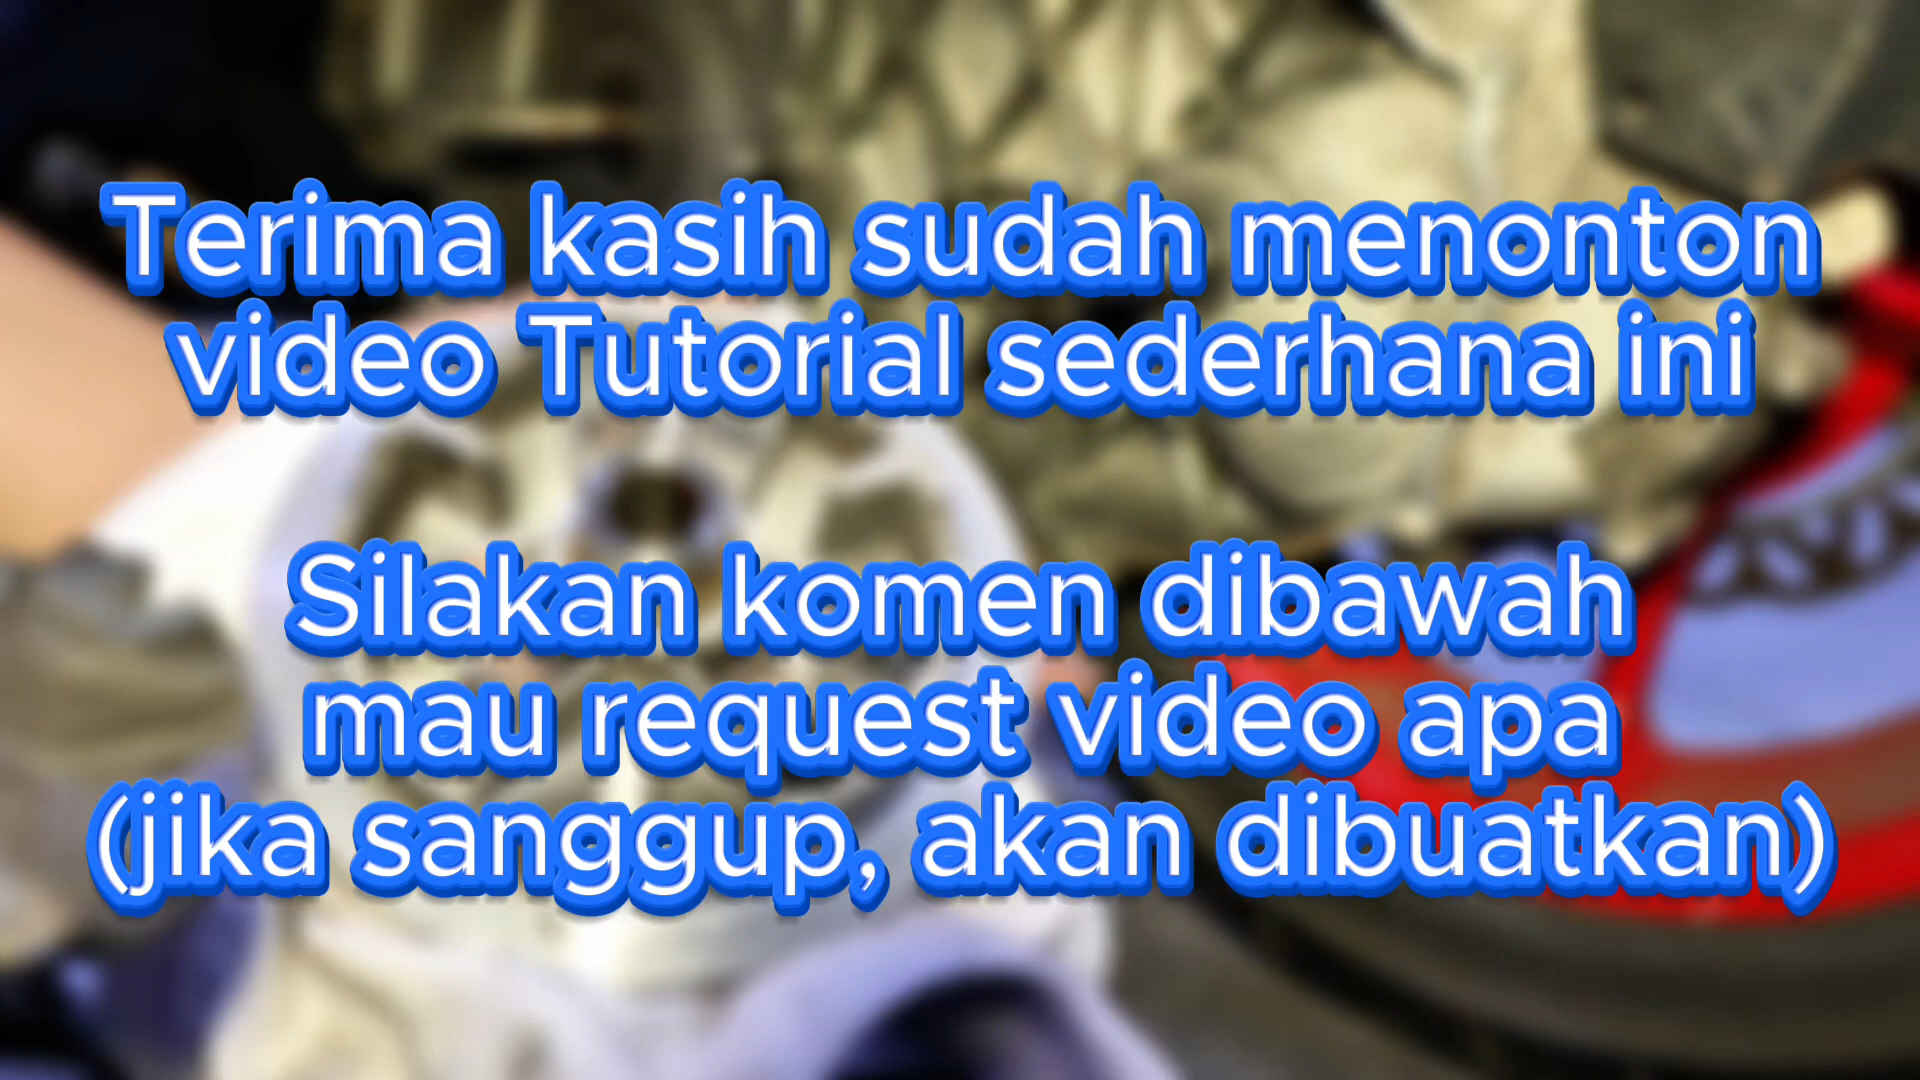 Terima kasih sudah menonton
video Tutorial sederhana ini
Silakan komen dibawah
mau request video apa
(jika sanggup, akan dibuatkan)